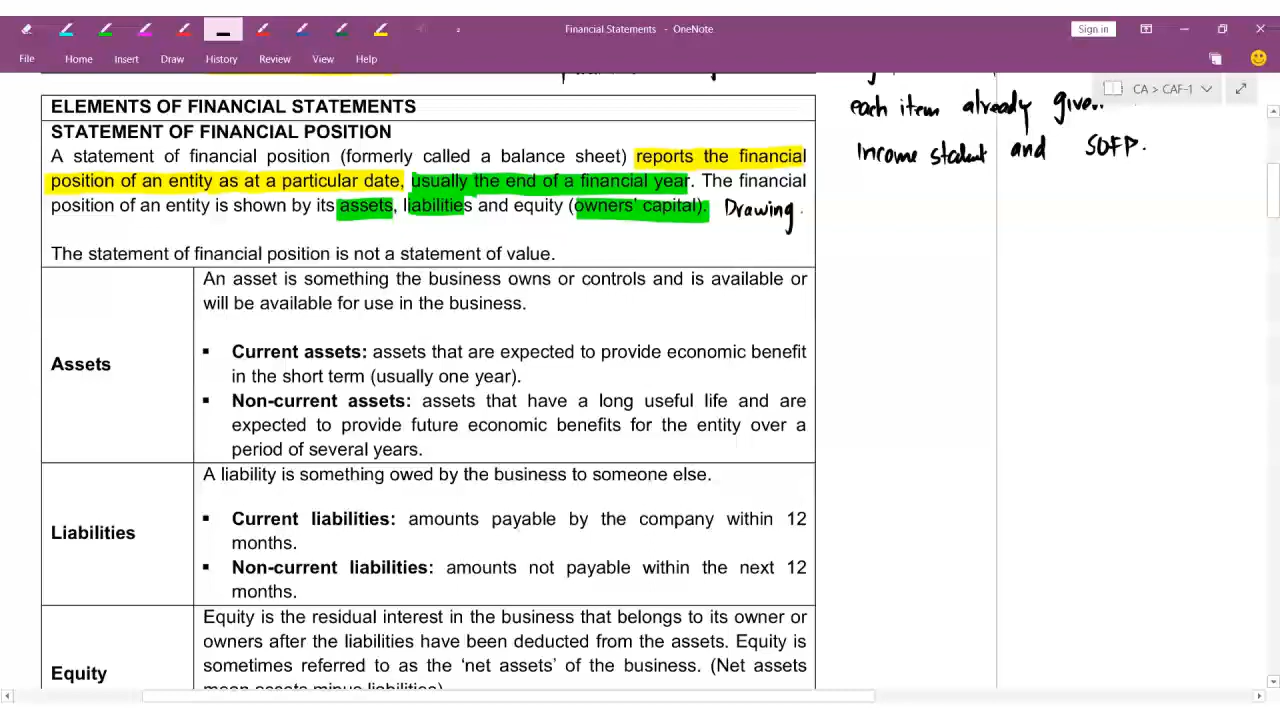 Financial Statements - OneNote
Sign in
File Home Insert Draw History Review View Help
CA > CAF-1
each item already given
Income statement and SOFP.
ELEMENTS OF FINANCIAL STATEMENTS
STATEMENT OF FINANCIAL POSITION
A statement of financial position (formerly called a balance sheet) reports the financial
position of an entity as at a particular date, usually the end of a financial year. The financial
position of an entity is shown by its assets, liabilities and equity (owners' capital). Drawing.
The statement of financial position is not a statement of value.
Assets
An asset is something the business owns or controls and is available or
will be available for use in the business.
▪ Current assets: assets that are expected to provide economic benefit
in the short term (usually one year).
▪ Non-current assets: assets that have a long useful life and are
expected to provide future economic benefits for the entity over a
period of several years.
Liabilities
A liability is something owed by the business to someone else.
▪ Current liabilities: amounts payable by the company within 12
months.
▪ Non-current liabilities: amounts not payable within the next 12
months.
Equity
Equity is the residual interest in the business that belongs to its owner or
owners after the liabilities have been deducted from the assets. Equity is
sometimes referred to as the 'net assets' of the business. (Net assets
mean assets minus liabilities)